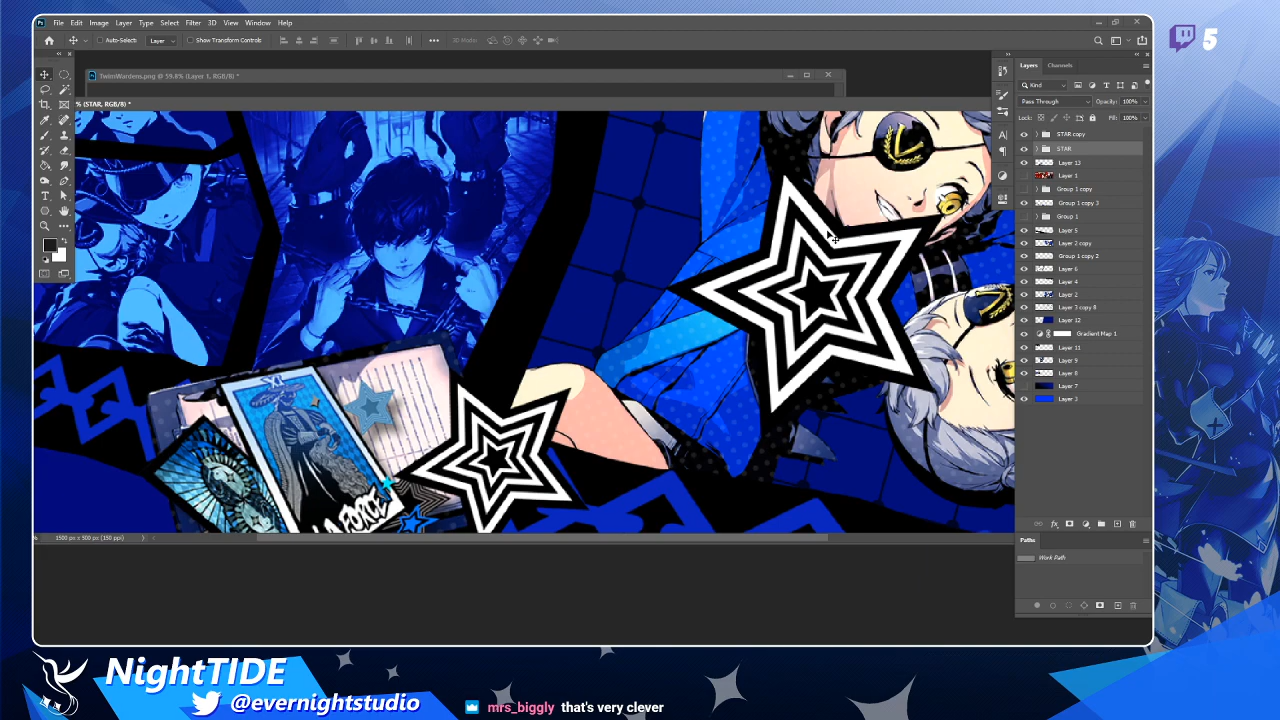 File Edit Image Layer Type Select Filter 3D View Window Help
Auto-Select: Layer Show Transform Controls 3D Mode
TwinnWardens.png @ 59.8% (Layer 1, RGB/8) *
% (STAR, RGB/8) *
Layers Channels
Kind
Pass Through Opacity: 100%
Lock: Fill: 100%
STAR copy
STAR
Layer 13
Layer 1
Group 1 copy
Group 1 copy 3
Group 1
Layer 5
Layer 2 copy
Group 1 copy 2
Layer 6
Layer 4
Layer 2
Layer 3 copy 8
Layer 12
Gradient Map 1
Layer 11
Layer 9
Layer 8
Layer 7
Layer 3
XI
LA FORCE
% 1500 px x 500 px (150 ppi)
Paths
Work Path
5
NightTIDE
@evernightstudio
mrs_biggly that's very clever